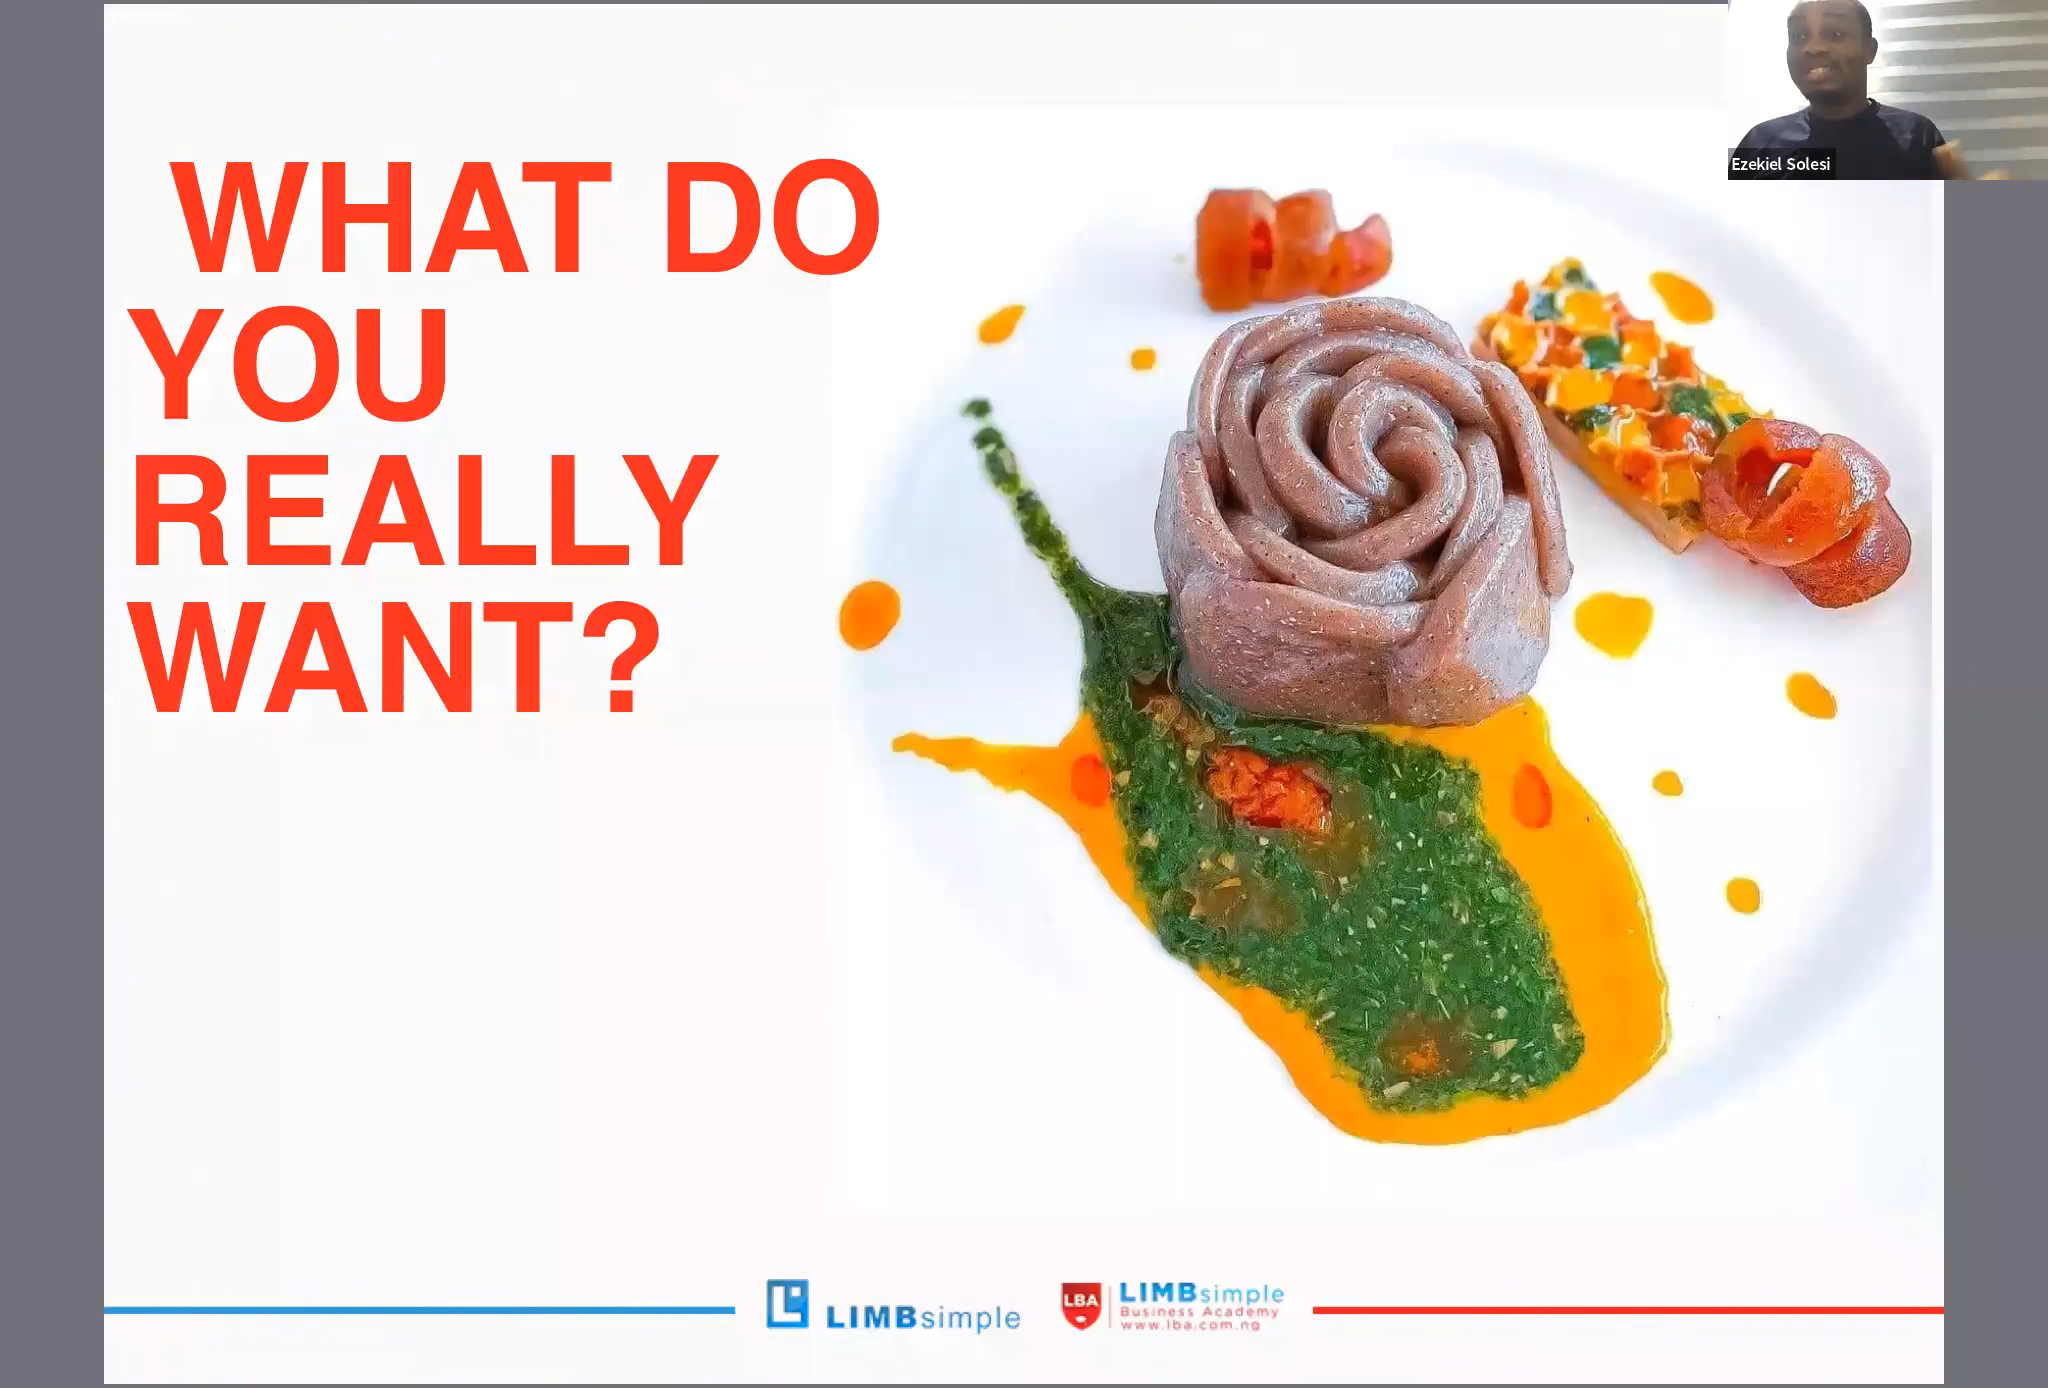 WHAT DO
YOU
REALLY
WANT?
Ezekiel Solesi
LIMBsimple
LBA
LIMBsimple
Business Academy
www.lba.com.ng